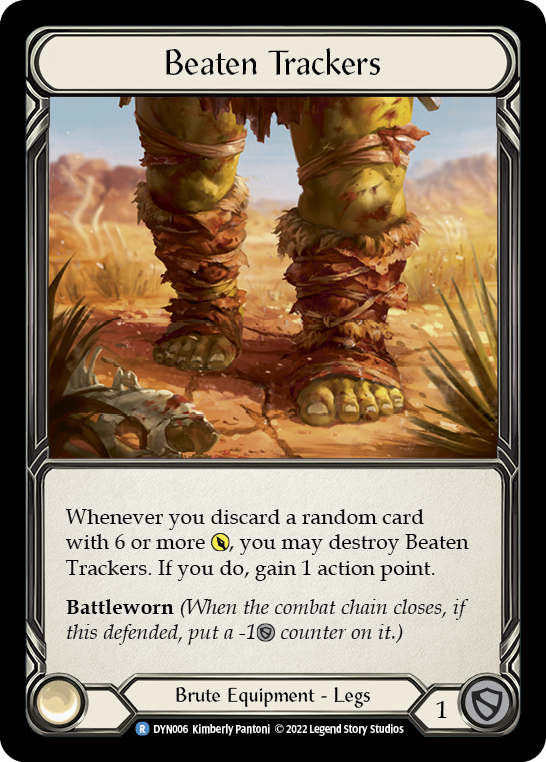 Beaten Trackers
Whenever you discard a random card
with 6 or more , you may destroy Beaten
Trackers. If you do, gain 1 action point.
Battleworn (When the combat chain closes, if
this defended, put a -1 counter on it.)
Brute Equipment - Legs
1
R DYN006 Kimberly Pantoni © 2022 Legend Story Studios